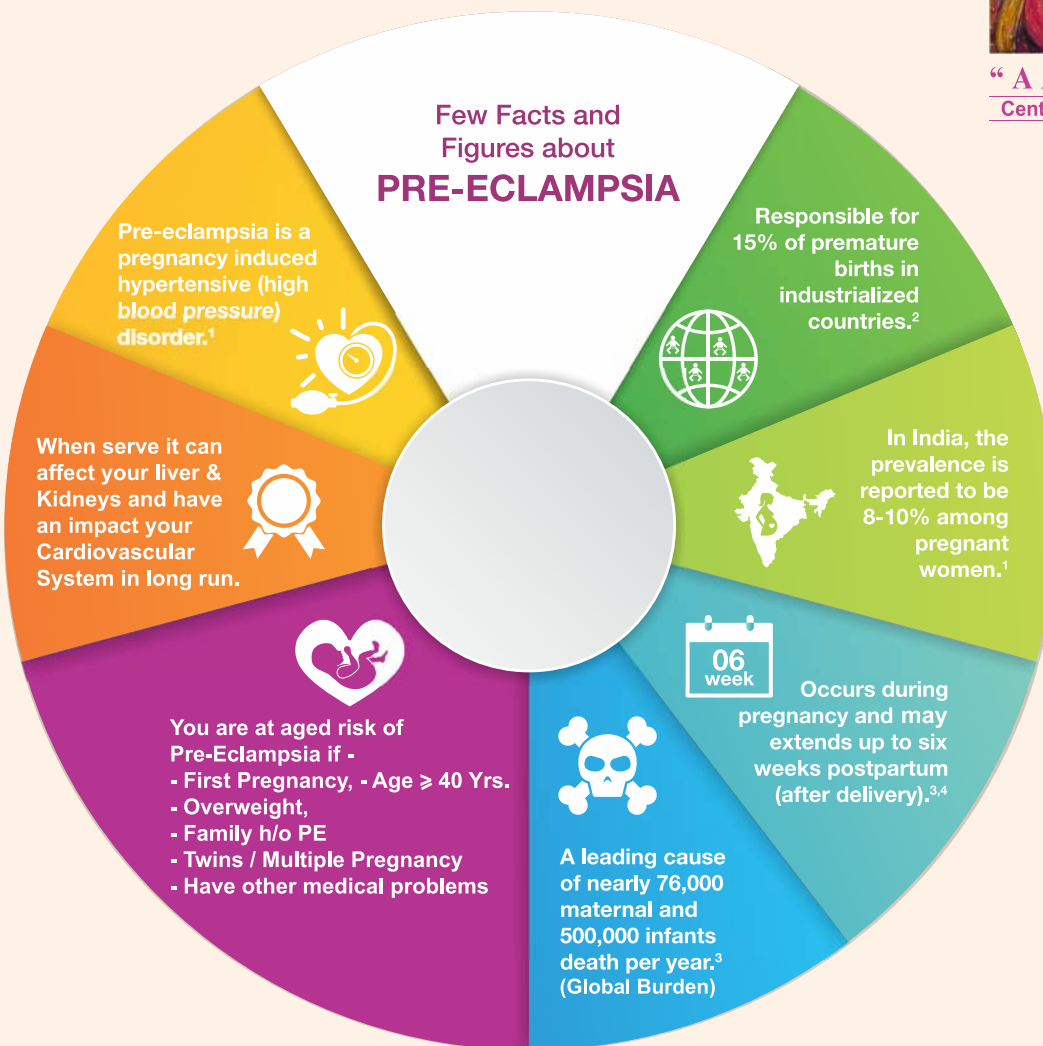 Few Facts and
Figures about
PRE-ECLAMPSIA
Responsible for
15% of premature
births in
industrialized
countries.²
In India, the
prevalence is
reported to be
8-10% among
pregnant
women.¹
06
week
Occurs during
pregnancy and may
extends up to six
weeks postpartum
(after delivery).³,⁴
A leading cause
of nearly 76,000
maternal and
500,000 infants
death per year.³
(Global Burden)
You are at aged risk of
Pre-Eclampsia if -
- First Pregnancy, - Age ⩾ 40 Yrs.
- Overweight,
- Family h/o PE
- Twins / Multiple Pregnancy
- Have other medical problems
When serve it can
affect your liver &
Kidneys and have
an impact your
Cardiovascular
System in long run.
Pre-eclampsia is a
pregnancy induced
hypertensive (high
blood pressure)
disorder.¹
“ A
Cent